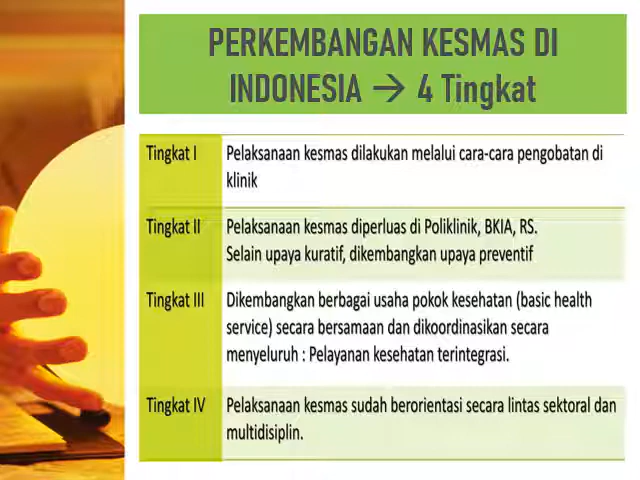 PERKEMBANGAN KESMAS DI
INDONESIA → 4 Tingkat
Tingkat I Pelaksanaan kesmas dilakukan melalui cara-cara pengobatan di
klinik
Tingkat II Pelaksanaan kesmas diperluas di Poliklinik, BKIA, RS.
Selain upaya kuratif, dikembangkan upaya preventif
Tingkat III Dikembangkan berbagai usaha pokok kesehatan (basic health
service) secara bersamaan dan dikoordinasikan secara
menyeluruh : Pelayanan kesehatan terintegrasi.
Tingkat IV Pelaksanaan kesmas sudah berorientasi secara lintas sektoral dan
multidisiplin.